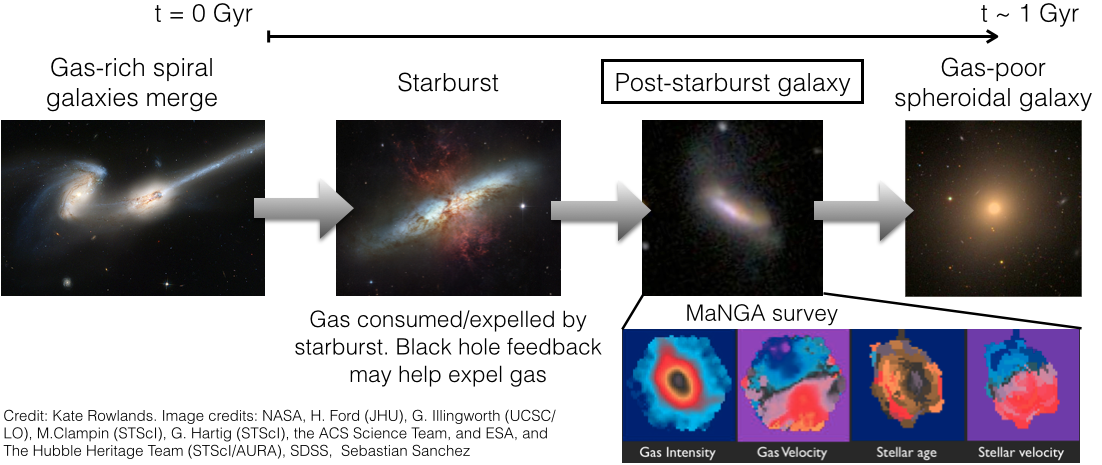 t = 0 Gyr
t ~ 1 Gyr
Gas-rich spiral
galaxies merge
Starburst
Post-starburst galaxy
Gas-poor
spheroidal galaxy
Gas consumed/expelled by
starburst. Black hole feedback
may help expel gas
MaNGA survey
Gas Intensity
Gas Velocity
Stellar age
Stellar velocity
Credit: Kate Rowlands. Image credits: NASA, H. Ford (JHU), G. Illingworth (UCSC/
LO), M.Clampin (STScI), G. Hartig (STScI), the ACS Science Team, and ESA, and
The Hubble Heritage Team (STScI/AURA), SDSS,  Sebastian Sanchez